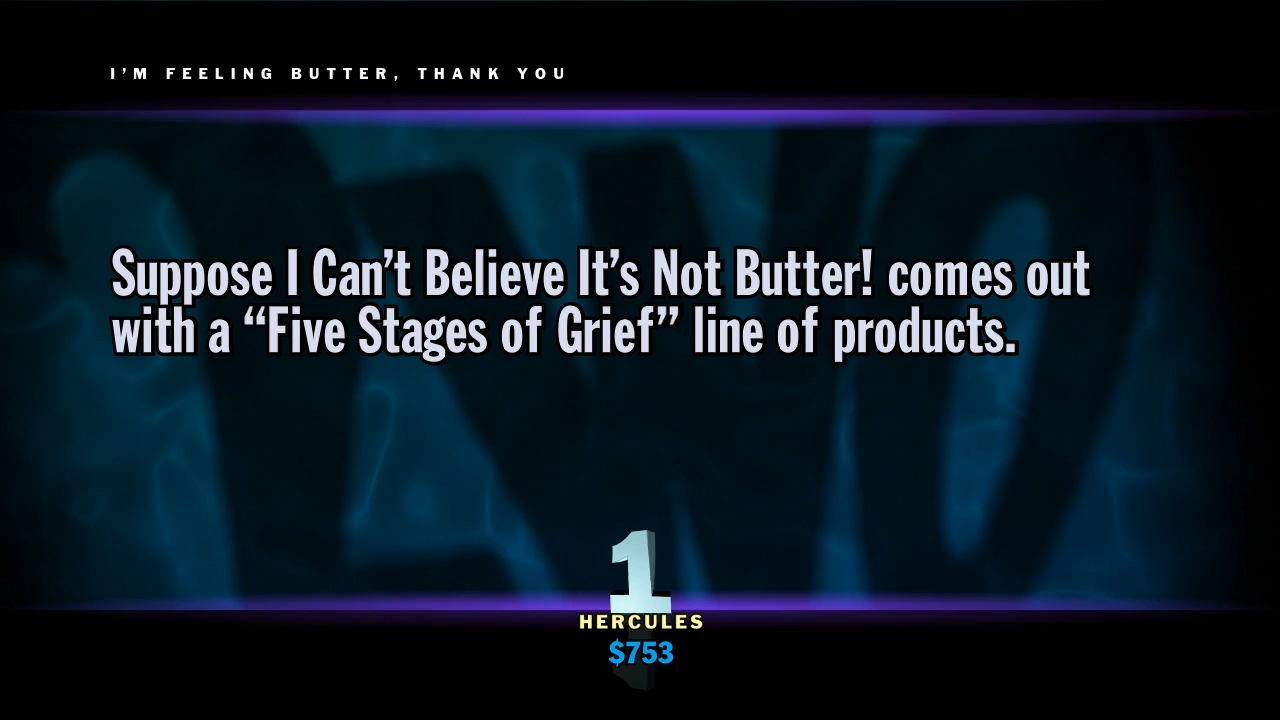 I’M FEELING BUTTER, THANK YOU
Suppose I Can’t Believe It’s Not Butter! comes out
with a “Five Stages of Grief” line of products.
1
HERCULES
$753